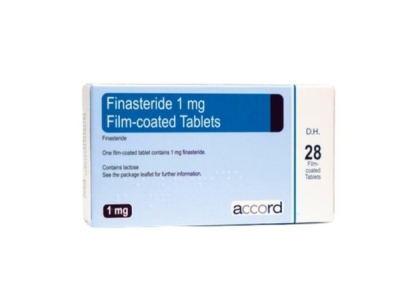 Finasteride 1 mg
Film-coated Tablets
Finasteride
One film-coated tablet contains 1 mg finasteride.
Contains lactose
See the package leaflet for further information.
1 mg
accord
D.H.
28
Film-
coated
Tablets